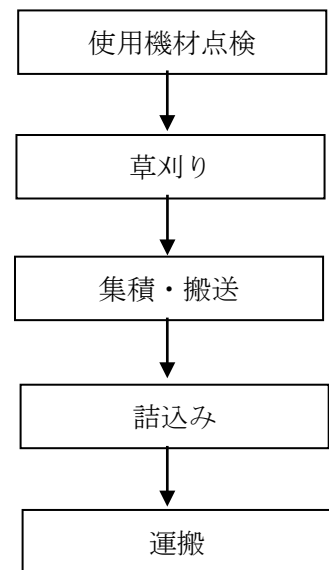 使用機材点検
草刈り
集積・搬送
詰込み
運搬